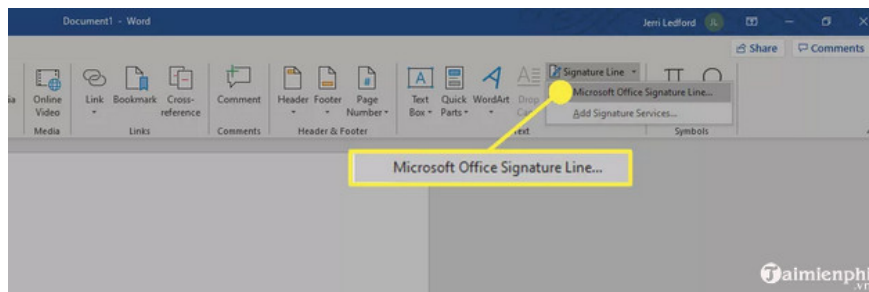 Document1 - Word
Jerri Ledford JL
Share Comments
ia Online Video
Link Bookmark Cross-reference
Comment
Header Footer Page Number
Text Box Quick Parts WordArt Drop
Signature Line
Microsoft Office Signature Line...
Add Signature Services...
Media Links Comments Header & Footer Text Symbols
Microsoft Office Signature Line...
Taimienphi
.vn